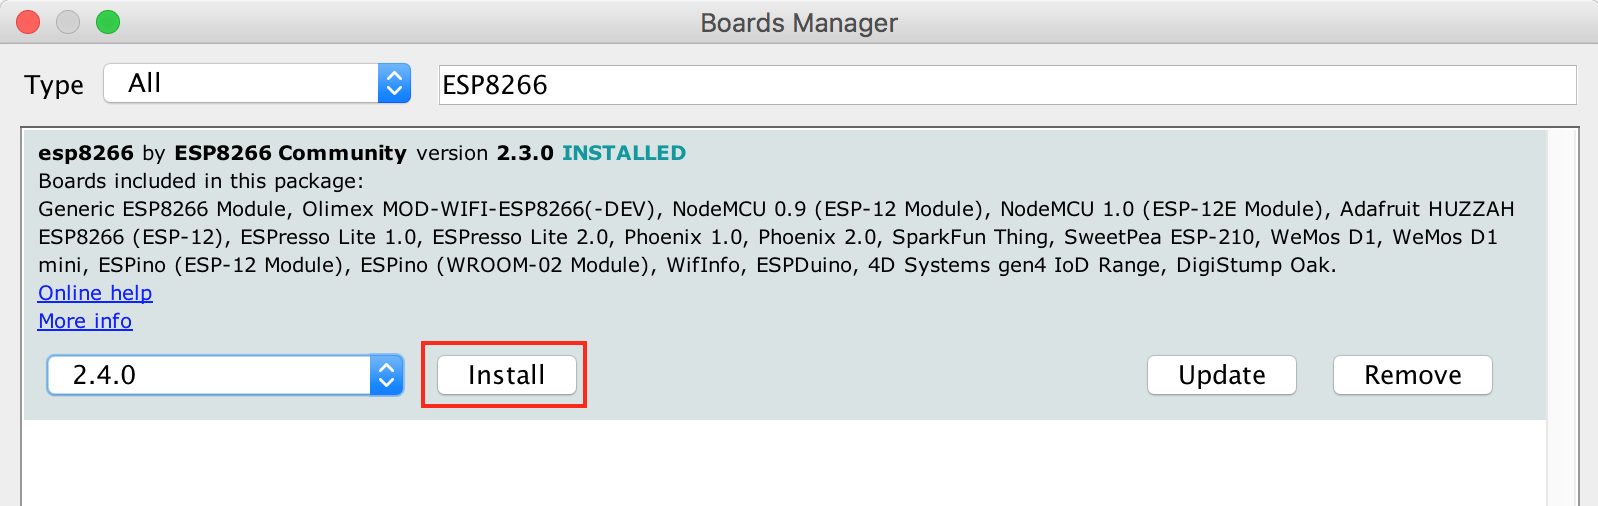 Boards Manager
Type All ESP8266
esp8266 by ESP8266 Community version 2.3.0 INSTALLED
Boards included in this package:
Generic ESP8266 Module, Olimex MOD-WIFI-ESP8266(-DEV), NodeMCU 0.9 (ESP-12 Module), NodeMCU 1.0 (ESP-12E Module), Adafruit HUZZAH
ESP8266 (ESP-12), ESPresso Lite 1.0, ESPresso Lite 2.0, Phoenix 1.0, Phoenix 2.0, SparkFun Thing, SweetPea ESP-210, WeMos D1, WeMos D1
mini, ESPino (ESP-12 Module), ESPino (WROOM-02 Module), WifInfo, ESPDuino, 4D Systems gen4 IoD Range, DigiStump Oak.
Online help
More info
2.4.0 Install Update Remove